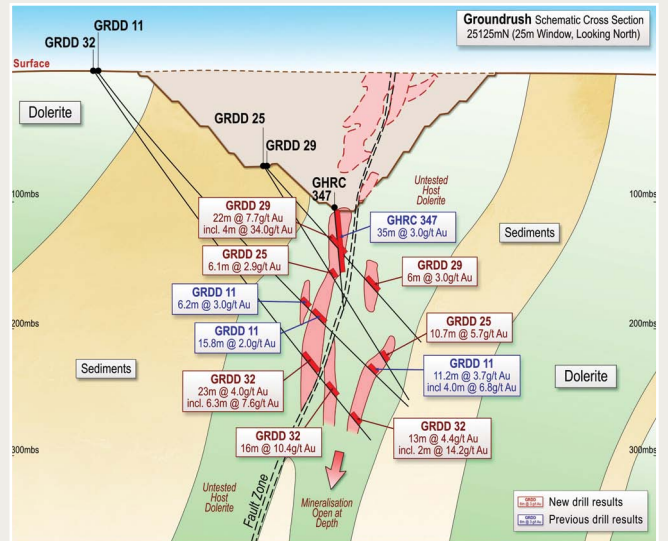 Groundrush Schematic Cross Section
25125mN (25m Window, Looking North)
GRDD 11
GRDD 32
Surface
Dolerite
GRDD 25
GRDD 29
GHRC
347
Untested
Host
Dolerite
100mbs
100mbs
GRDD 29
22m @ 7.7g/t Au
incl. 4m @ 34.0g/t Au
GHRC 347
35m @ 3.0g/t Au
Sediments
GRDD 25
6.1m @ 2.9g/t Au
GRDD 29
6m @ 3.0g/t Au
GRDD 11
6.2m @ 3.0g/t Au
200mbs
200mbs
GRDD 11
15.8m @ 2.0g/t Au
GRDD 25
10.7m @ 5.7g/t Au
Sediments
GRDD 11
11.2m @ 3.7g/t Au
incl 4.0m @ 6.8g/t Au
Dolerite
GRDD 32
23m @ 4.0g/t Au
incl. 6.3m @ 7.6g/t Au
GRDD 32
16m @ 10.4g/t Au
GRDD 32
13m @ 4.4g/t Au
incl. 2m @ 14.2g/t Au
300mbs
300mbs
Untested
Host
Dolerite
Fault Zone
Mineralisation
Open at
Depth
New drill results
Previous drill results